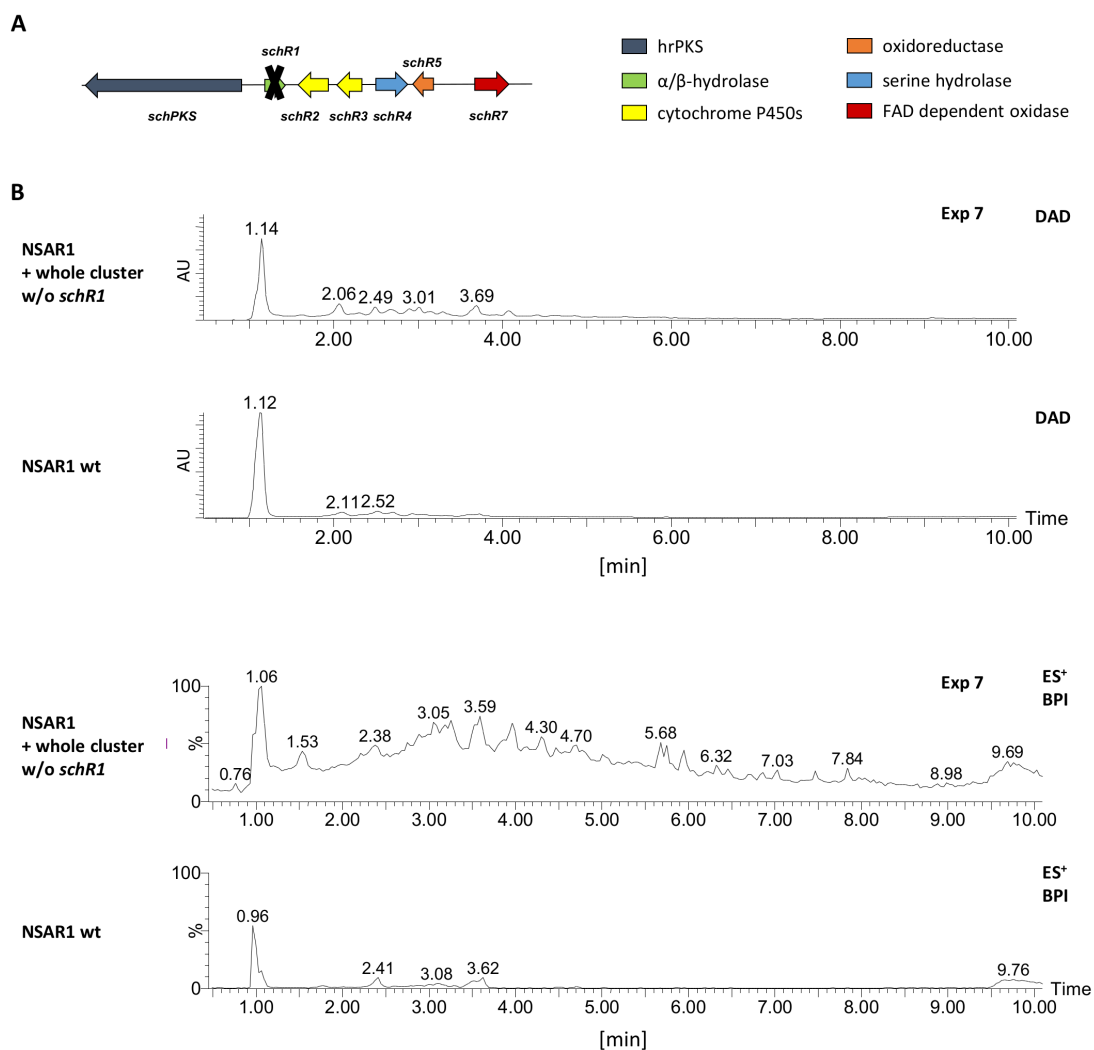 A
schR1
schR5
schPKS
schR2 schR3 schR4
schR7
hrPKS
α/β-hydrolase
cytochrome P450s
oxidoreductase
serine hydrolase
FAD dependent oxidase
B
NSAR1
+ whole cluster
w/o schR1
Exp 7
DAD
AU
1.14
2.06 2.49 3.01 3.69
2.00 4.00 6.00 8.00 10.00
NSAR1 wt
DAD
AU
1.12
2.11 2.52
Time
2.00 4.00 6.00 8.00 10.00
[min]
NSAR1
+ whole cluster
w/o schR1
Exp 7
ES⁺
BPI
100
%
0
0.76 1.06 1.53 2.38 3.05 3.59 4.30 4.70 5.68 6.32 7.03 7.84 8.98 9.69
1.00 2.00 3.00 4.00 5.00 6.00 7.00 8.00 9.00 10.00
NSAR1 wt
ES⁺
BPI
100
%
0
0.96 2.41 3.08 3.62 9.76
Time
1.00 2.00 3.00 4.00 5.00 6.00 7.00 8.00 9.00 10.00
[min]